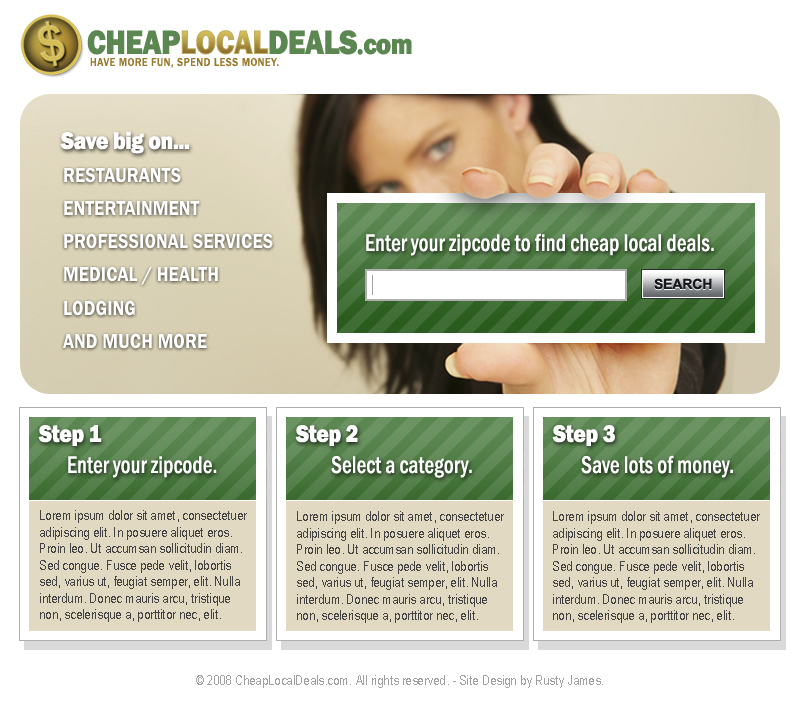 $
CHEAPLOCALDEALS.com
HAVE MORE FUN, SPEND LESS MONEY.
Save big on...
RESTAURANTS
ENTERTAINMENT
PROFESSIONAL SERVICES
MEDICAL / HEALTH
LODGING
AND MUCH MORE
Enter your zipcode to find cheap local deals.
SEARCH
Step 1
Enter your zipcode.
Lorem ipsum dolor sit amet, consectetuer
adipiscing elit. In posuere aliquet eros.
Proin leo. Ut accumsan sollicitudin diam.
Sed congue. Fusce pede velit, lobortis
sed, varius ut, feugiat semper, elit. Nulla
interdum. Donec mauris arcu, tristique
non, scelerisque a, porttitor nec, elit.
Step 2
Select a category.
Lorem ipsum dolor sit amet, consectetuer
adipiscing elit. In posuere aliquet eros.
Proin leo. Ut accumsan sollicitudin diam.
Sed congue. Fusce pede velit, lobortis
sed, varius ut, feugiat semper, elit. Nulla
interdum. Donec mauris arcu, tristique
non, scelerisque a, porttitor nec, elit.
Step 3
Save lots of money.
Lorem ipsum dolor sit amet, consectetuer
adipiscing elit. In posuere aliquet eros.
Proin leo. Ut accumsan sollicitudin diam.
Sed congue. Fusce pede velit, lobortis
sed, varius ut, feugiat semper, elit. Nulla
interdum. Donec mauris arcu, tristique
non, scelerisque a, porttitor nec, elit.
© 2008 CheapLocalDeals.com. All rights reserved. - Site Design by Rusty James.